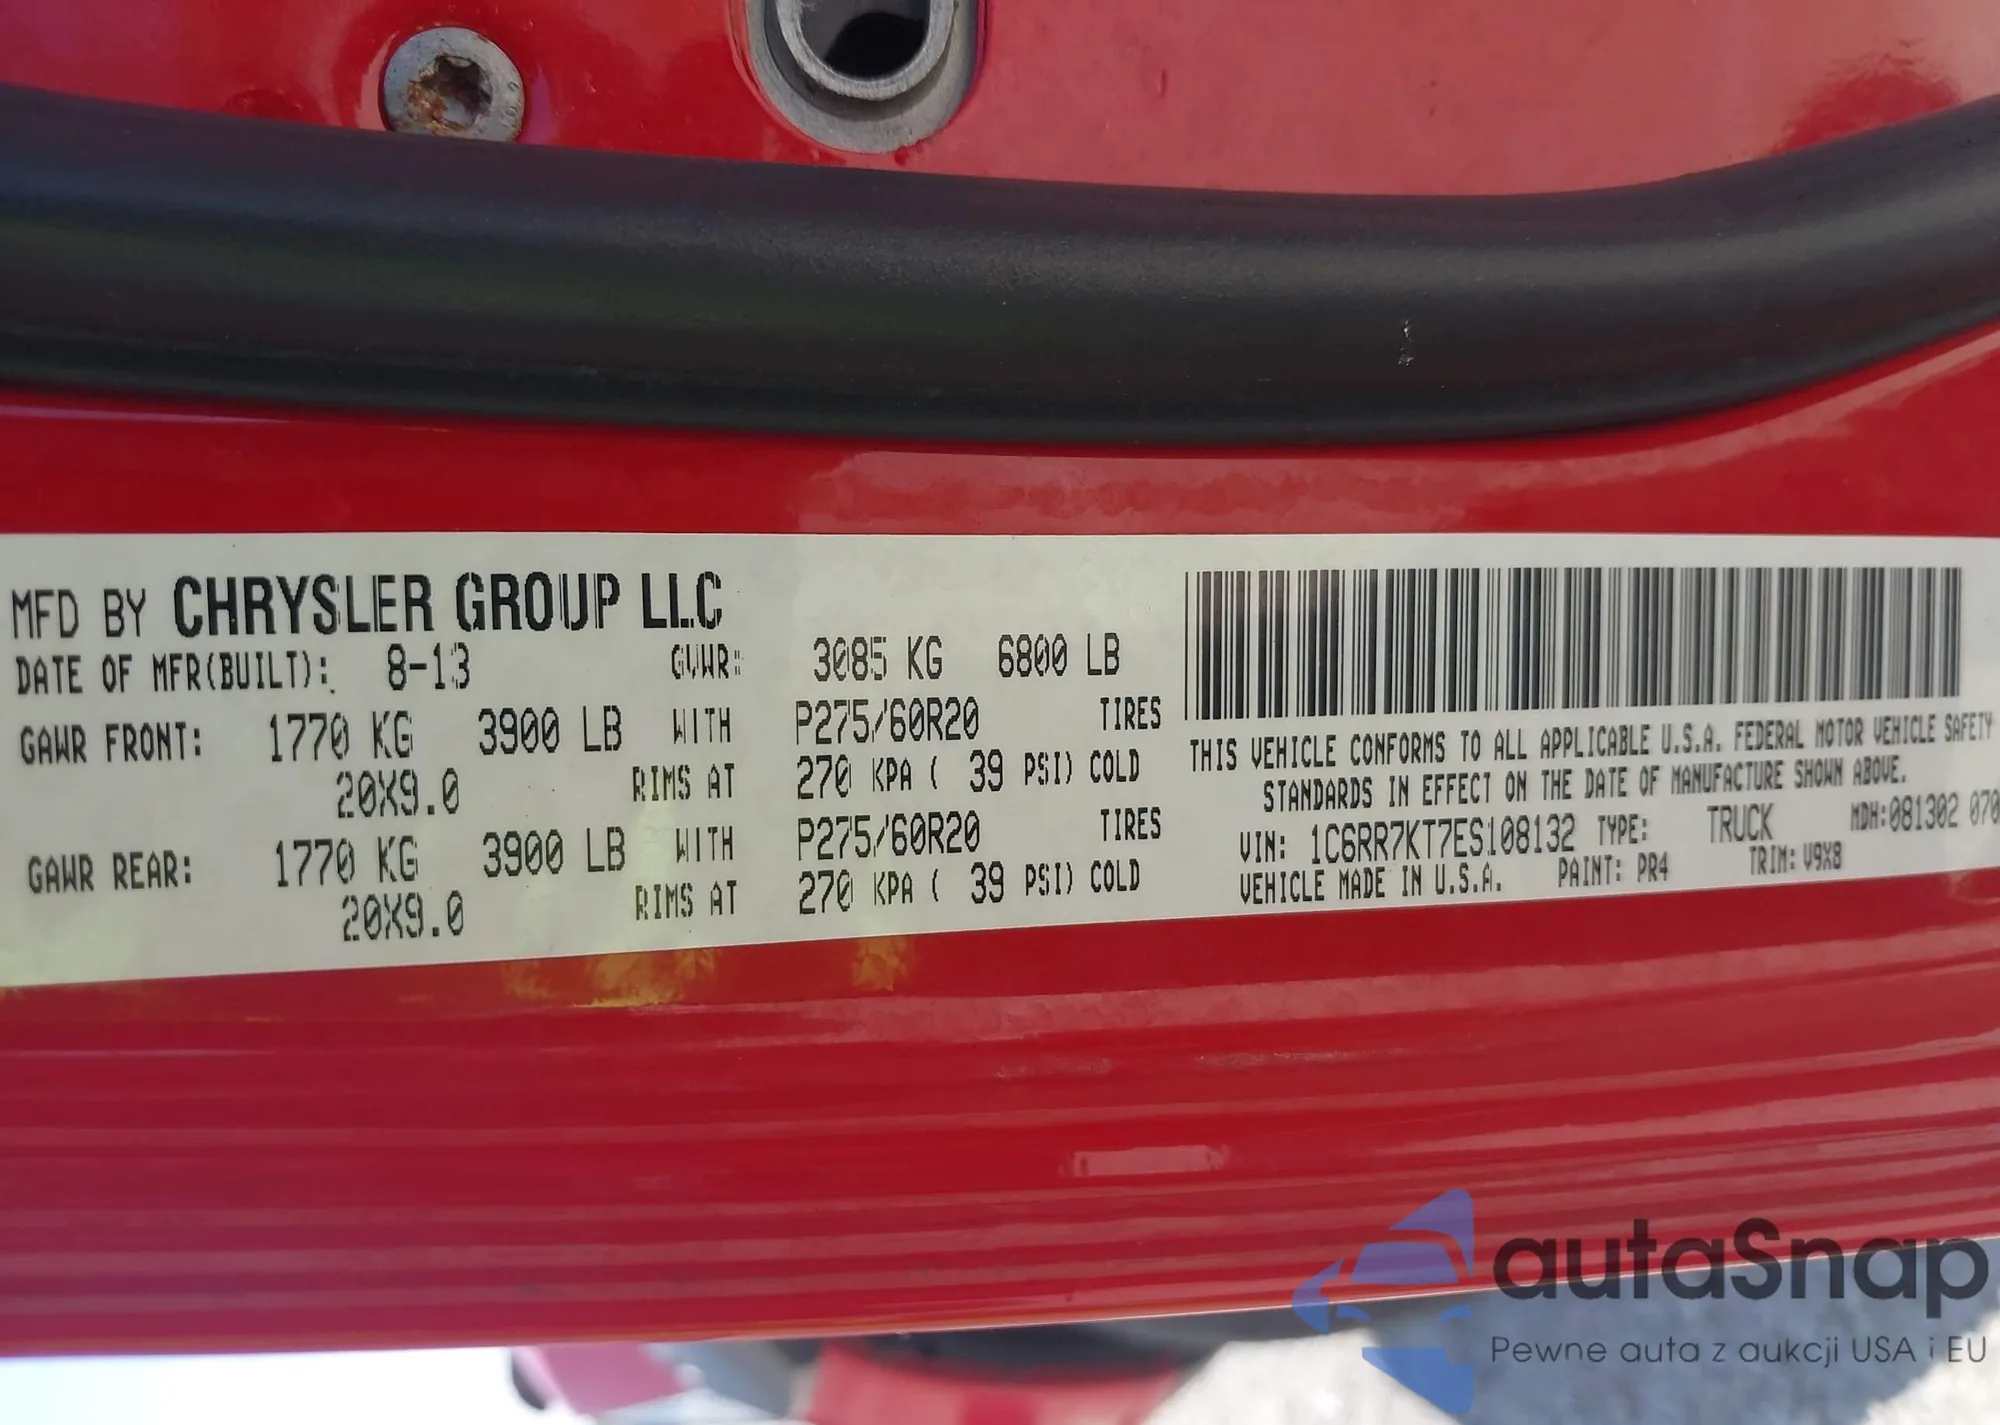 MFD BY CHRYSLER GROUP LLC
DATE OF MFR(BUILT): 8-13 GVWR: 3085 KG 6800 LB
GAWR FRONT: 1770 KG 3900 LB WITH P275/60R20 TIRES
20X9.0 RIMS AT 270 KPA ( 39 PSI) COLD
GAWR REAR: 1770 KG 3900 LB WITH P275/60R20 TIRES
20X9.0 RIMS AT 270 KPA ( 39 PSI) COLD
THIS VEHICLE CONFORMS TO ALL APPLICABLE U.S.A. FEDERAL MOTOR VEHICLE SAFETY
STANDARDS IN EFFECT ON THE DATE OF MANUFACTURE SHOWN ABOVE.
VIN: 1C6RR7KT7ES108132 TYPE: TRUCK MDH:081302 070
VEHICLE MADE IN U.S.A. PAINT: PR4 TRIM: V9X8
autaSnap
Pewne auta z aukcji USA i EU